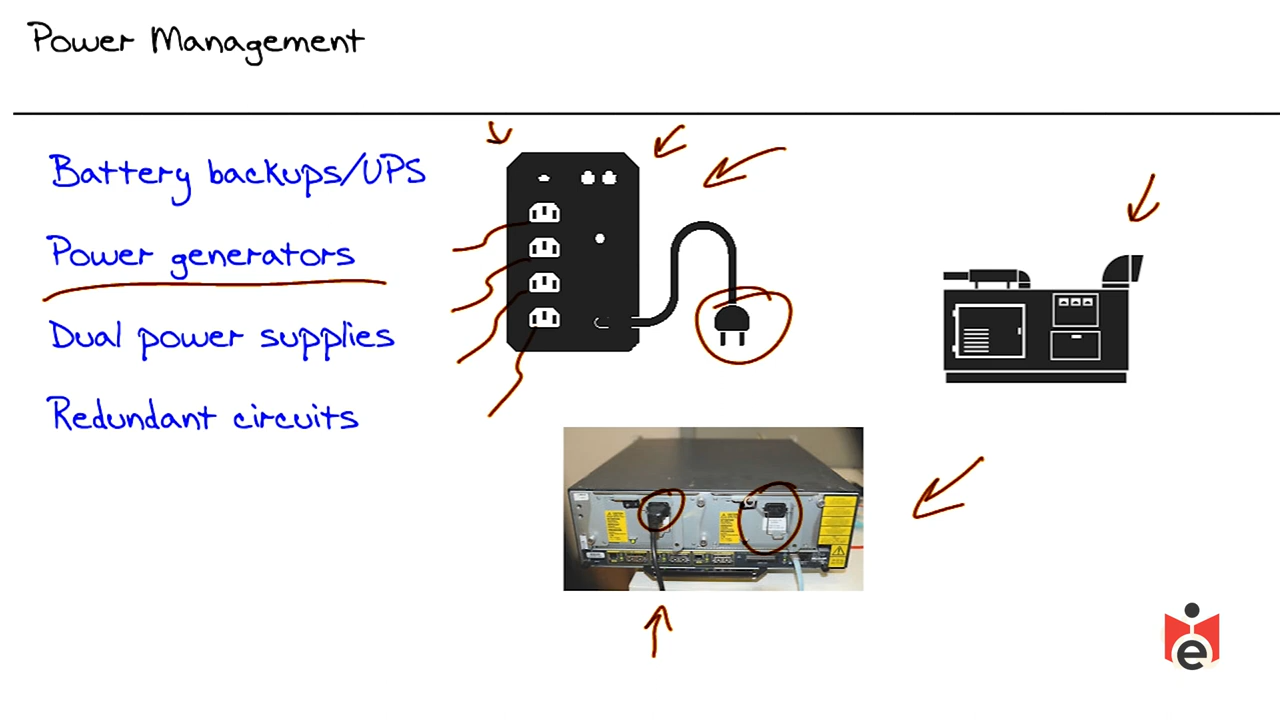 Power Management
Battery backups/UPS
Power generators
Dual power supplies
Redundant circuits
e